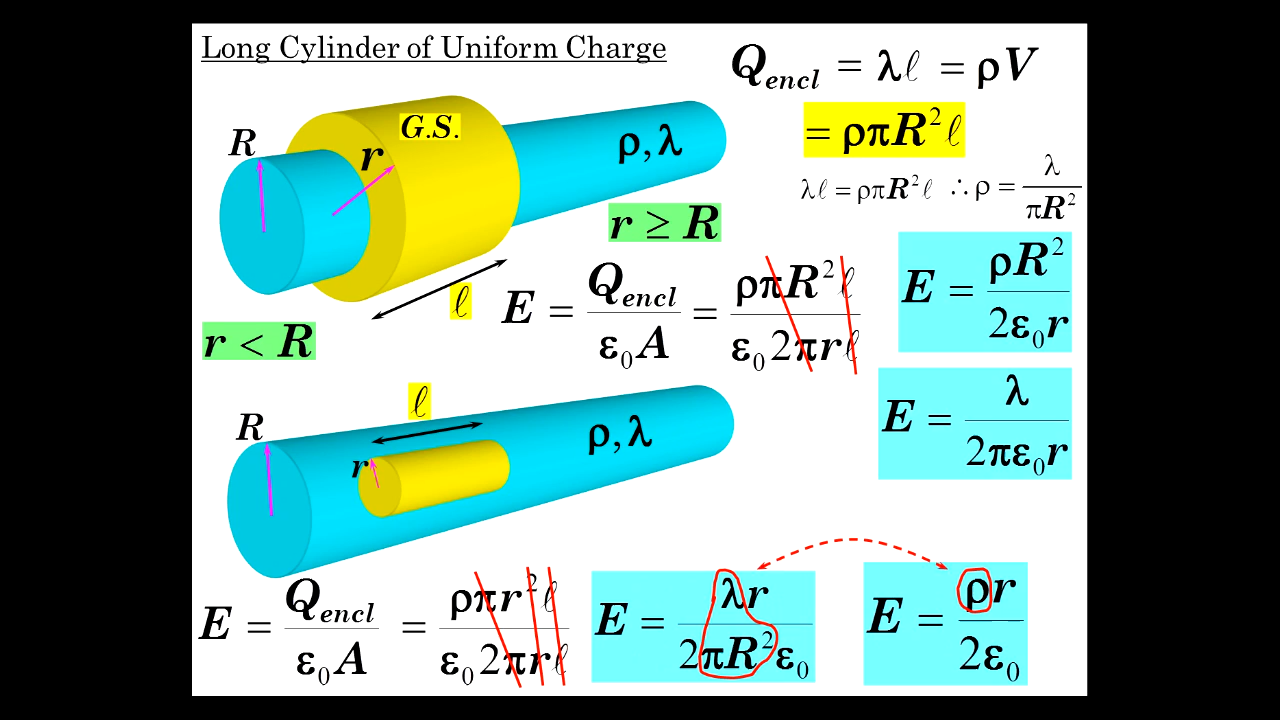 Long Cylinder of Uniform Charge
Q_encl = λℓ = ρV
= ρπR²ℓ
λℓ = ρπR²ℓ ∴ ρ = λ / πR²
G.S.
R
r
ρ, λ
r ≥ R
ℓ
E = Q_encl / ε₀A = ρπR²ℓ / ε₀2πrℓ
E = ρR² / 2ε₀r
r < R
E = λ / 2πε₀r
ℓ
R
r
ρ, λ
E = Q_encl / ε₀A = ρπr²ℓ / ε₀2πrℓ
E = λr / 2πR²ε₀
E = ρr / 2ε₀